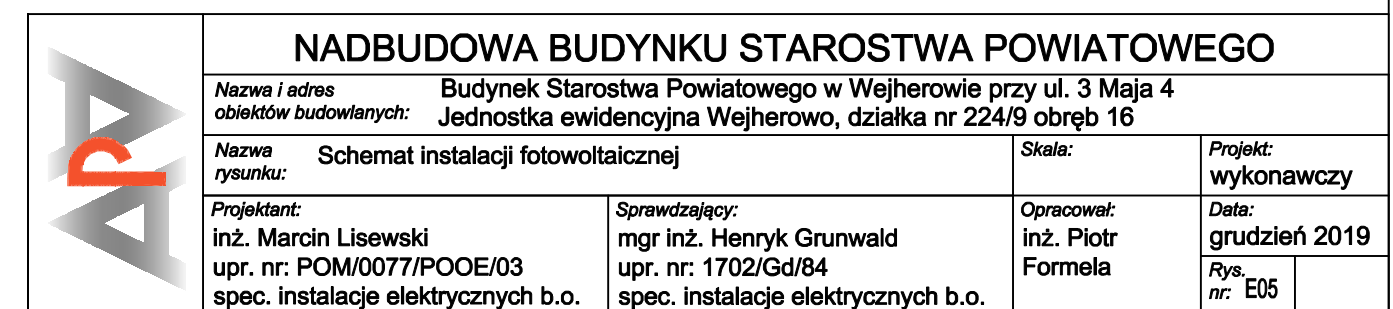 NADBUDOWA BUDYNKU STAROSTWA POWIATOWEGO
Nazwa i adres
obiektów budowlanych:
Budynek Starostwa Powiatowego w Wejherowie przy ul. 3 Maja 4
Jednostka ewidencyjna Wejherowo, działka nr 224/9 obręb 16
Nazwa
rysunku:
Schemat instalacji fotowoltaicznej
Skala:
Projekt:
wykonawczy
Projektant:
inż. Marcin Lisewski
upr. nr: POM/0077/POOE/03
spec. instalacje elektrycznych b.o.
Sprawdzający:
mgr inż. Henryk Grunwald
upr. nr: 1702/Gd/84
spec. instalacje elektrycznych b.o.
Opracował:
inż. Piotr
Formela
Data:
grudzień 2019
Rys.
nr: E05
APA